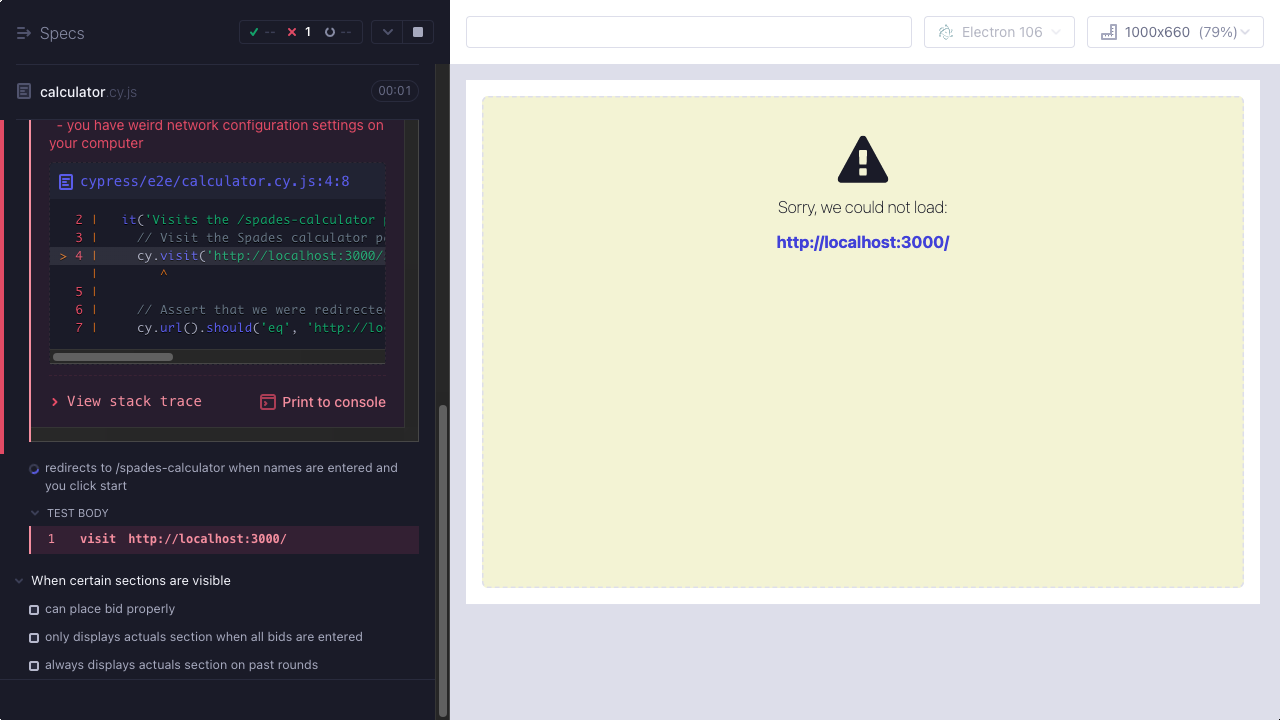 Specs
--
1
--
Electron 106
1000x660 (79%)
calculator.cy.js
00:01
- you have weird network configuration settings on
your computer
cypress/e2e/calculator.cy.js:4:8
2 | it('Visits the /spades-calculator
3 | // Visit the Spades calculator
> 4 | cy.visit('http://localhost:3000/
| ^
5 |
6 | // Assert that we were redirected
7 | cy.url().should('eq', 'http://lo
View stack trace
Print to console
redirects to /spades-calculator when names are entered and
you click start
TEST BODY
1 visit http://localhost:3000/
When certain sections are visible
can place bid properly
only displays actuals section when all bids are entered
always displays actuals section on past rounds
Sorry, we could not load:
http://localhost:3000/